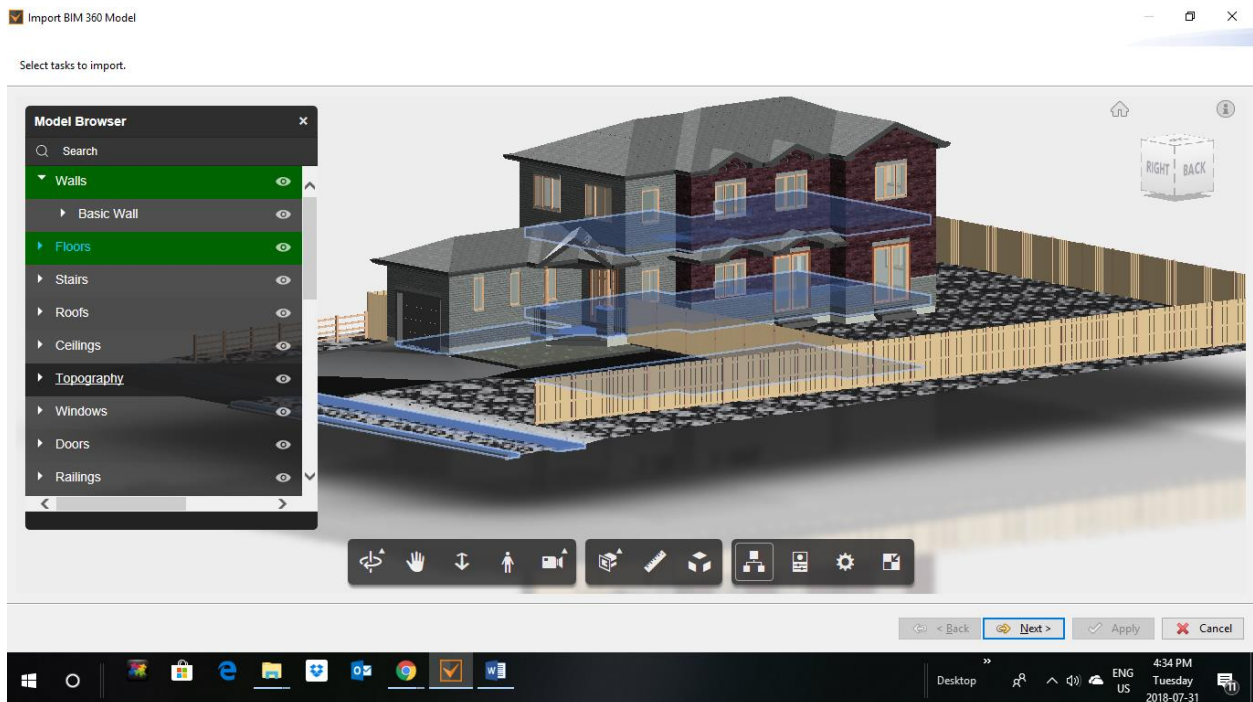 Import BIM 360 Model
Select tasks to import.
Model Browser
Search
Walls
Basic Wall
Floors
Stairs
Roofs
Ceilings
Topography
Windows
Doors
Railings
RIGHT BACK
< Back Next > Apply Cancel
Desktop
ENG
US
4:34 PM
Tuesday
2018-07-31
11